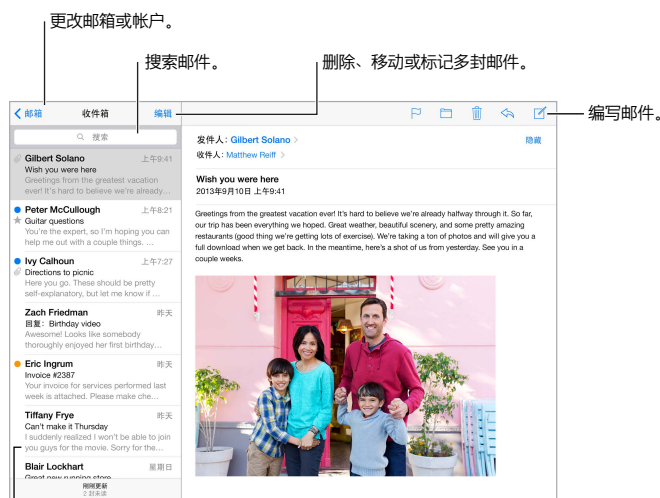 更改邮箱或帐户。
搜索邮件。
删除、移动或标记多封邮件。
编写邮件。
邮箱
收件箱
编辑
搜索
Gilbert Solano 上午9:41
Wish you were here
Greetings from the greatest vacation
ever! It's hard to believe we're already…
Peter McCullough 上午8:21
Guitar questions
You're the expert, so I'm hoping you can
help me out with a couple things. …
Ivy Calhoun 上午7:27
Directions to picnic
Here you go. These should be pretty
self-explanatory, but let me know if …
Zach Friedman 昨天
回复: Birthday video
Awesome! Looks like somebody
thoroughly enjoyed her first birthday…
Eric Ingrum 昨天
Invoice #2387
Your invoice for services performed last
week is attached. Please make che…
Tiffany Frye 昨天
Can't make it Thursday
I suddenly realized I won't be able to join
you guys for the movie. Sorry for the…
Blair Lockhart 星期日
Great new running store
刚刚更新
2 封未读
发件人: Gilbert Solano 隐藏
收件人: Matthew Reiff
Wish you were here
2013年9月10日 上午9:41
Greetings from the greatest vacation ever! It's hard to believe we're already halfway through it. So far,
our trip has been everything we hoped. Great weather, beautiful scenery, and some pretty amazing
restaurants (good thing we're getting lots of exercise). We're taking a ton of photos and will give you a
full download when we get back. In the meantime, here's a shot of us from yesterday. See you in a
couple weeks.